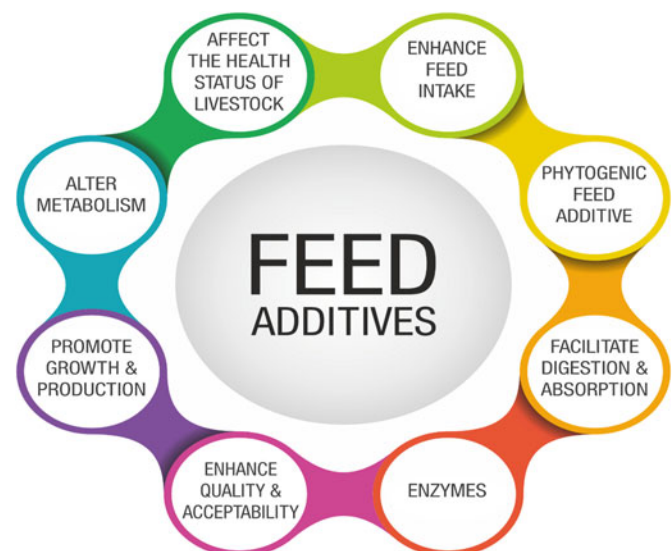 AFFECT
THE HEALTH
STATUS OF
LIVESTOCK
ENHANCE
FEED
INTAKE
PHYTOGENIC
FEED
ADDITIVE
FACILITATE
DIGESTION &
ABSORPTION
ENZYMES
ENHANCE
QUALITY &
ACCEPTABILITY
PROMOTE
GROWTH &
PRODUCTION
ALTER
METABOLISM
FEED
ADDITIVES